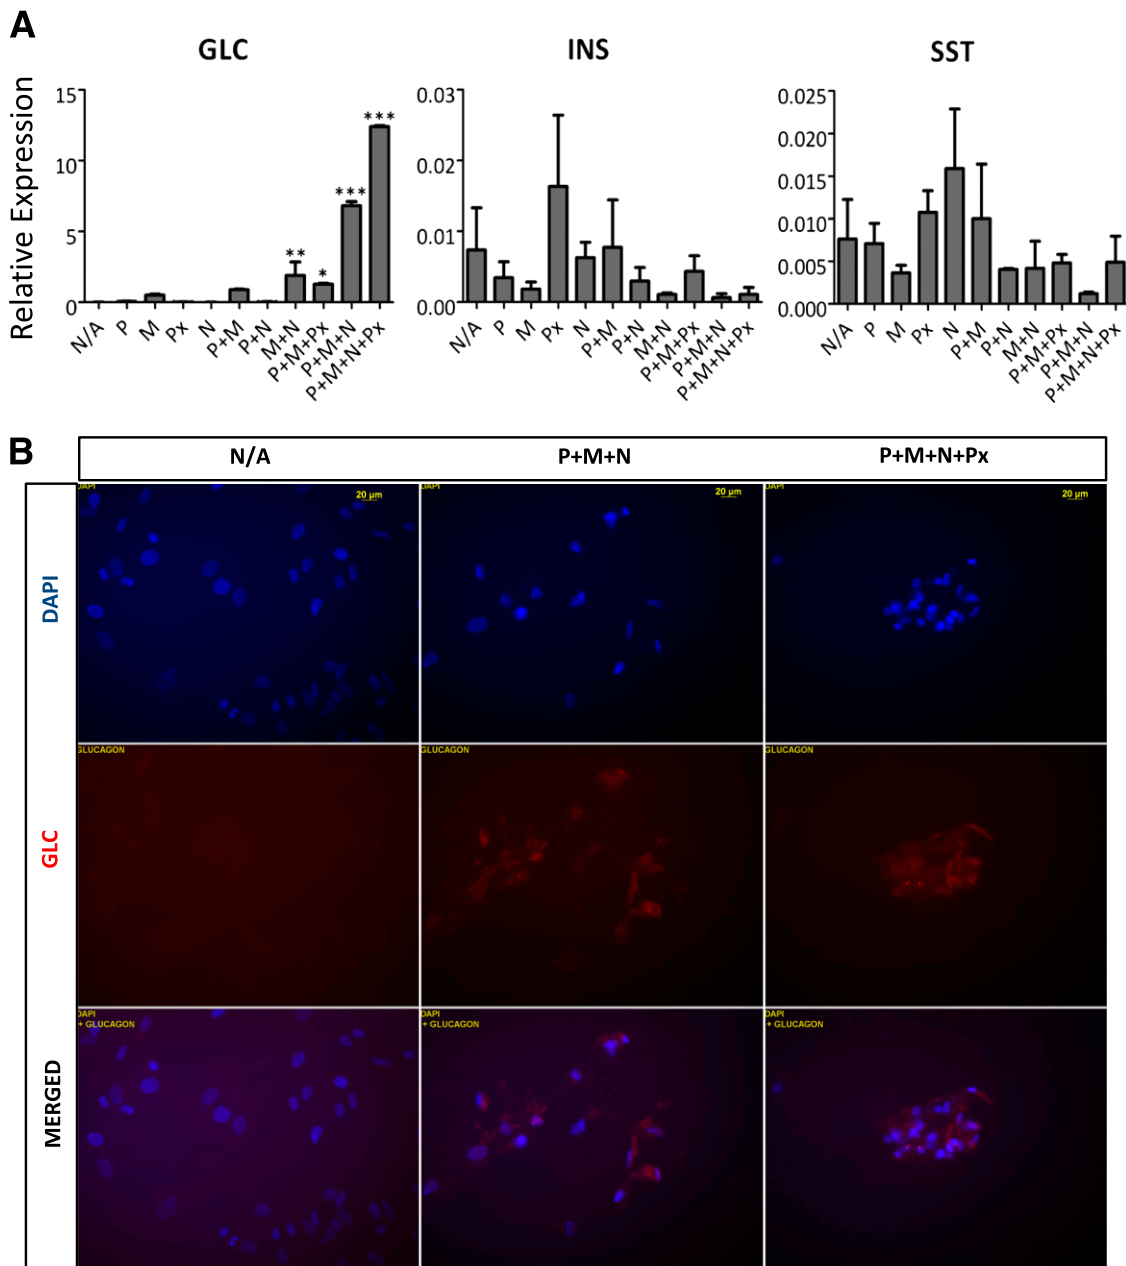 A
GLC
INS
SST
Relative Expression
15
10
5
0
***
***
**
*
N/A
P
M
Px
N
P+M
P+N
M+N
P+M+Px
P+M+N
P+M+N+Px
0.03
0.02
0.01
0.00
N/A
P
M
Px
N
P+M
P+N
M+N
P+M+Px
P+M+N
P+M+N+Px
0.025
0.020
0.015
0.010
0.005
0.000
N/A
P
M
Px
N
P+M
P+N
M+N
P+M+Px
P+M+N
P+M+N+Px
B
N/A
P+M+N
P+M+N+Px
DAPI
DAPI
20 µm
DAPI
20 µm
DAPI
20 µm
GLC
GLUCAGON
GLUCAGON
GLUCAGON
MERGED
DAPI
+ GLUCAGON
DAPI
+ GLUCAGON
DAPI
+ GLUCAGON